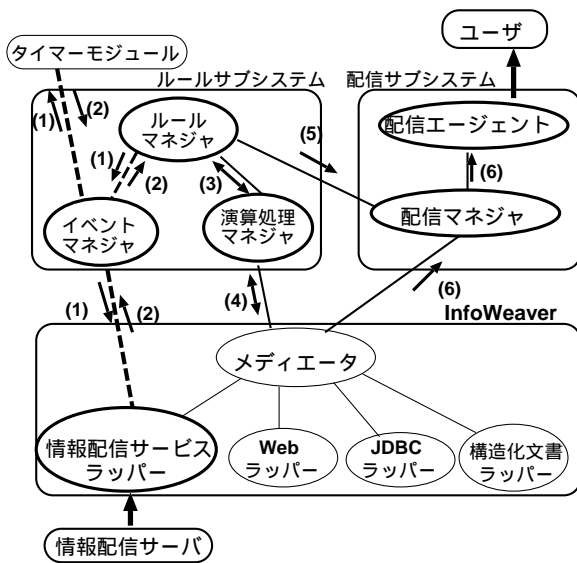 ユーザ
タイマーモジュール
ルールサブシステム
配信サブシステム
(1)
(2)
ルール
マネジャ
(5)
配信エージェント
(1)
(2)
(3)
(6)
イベント
マネジャ
演算処理
マネジャ
配信マネジャ
(1)
(2)
(4)
(6)
InfoWeaver
メディエータ
情報配信サービス
ラッパー
Web
ラッパー
JDBC
ラッパー
構造化文書
ラッパー
情報配信サーバ